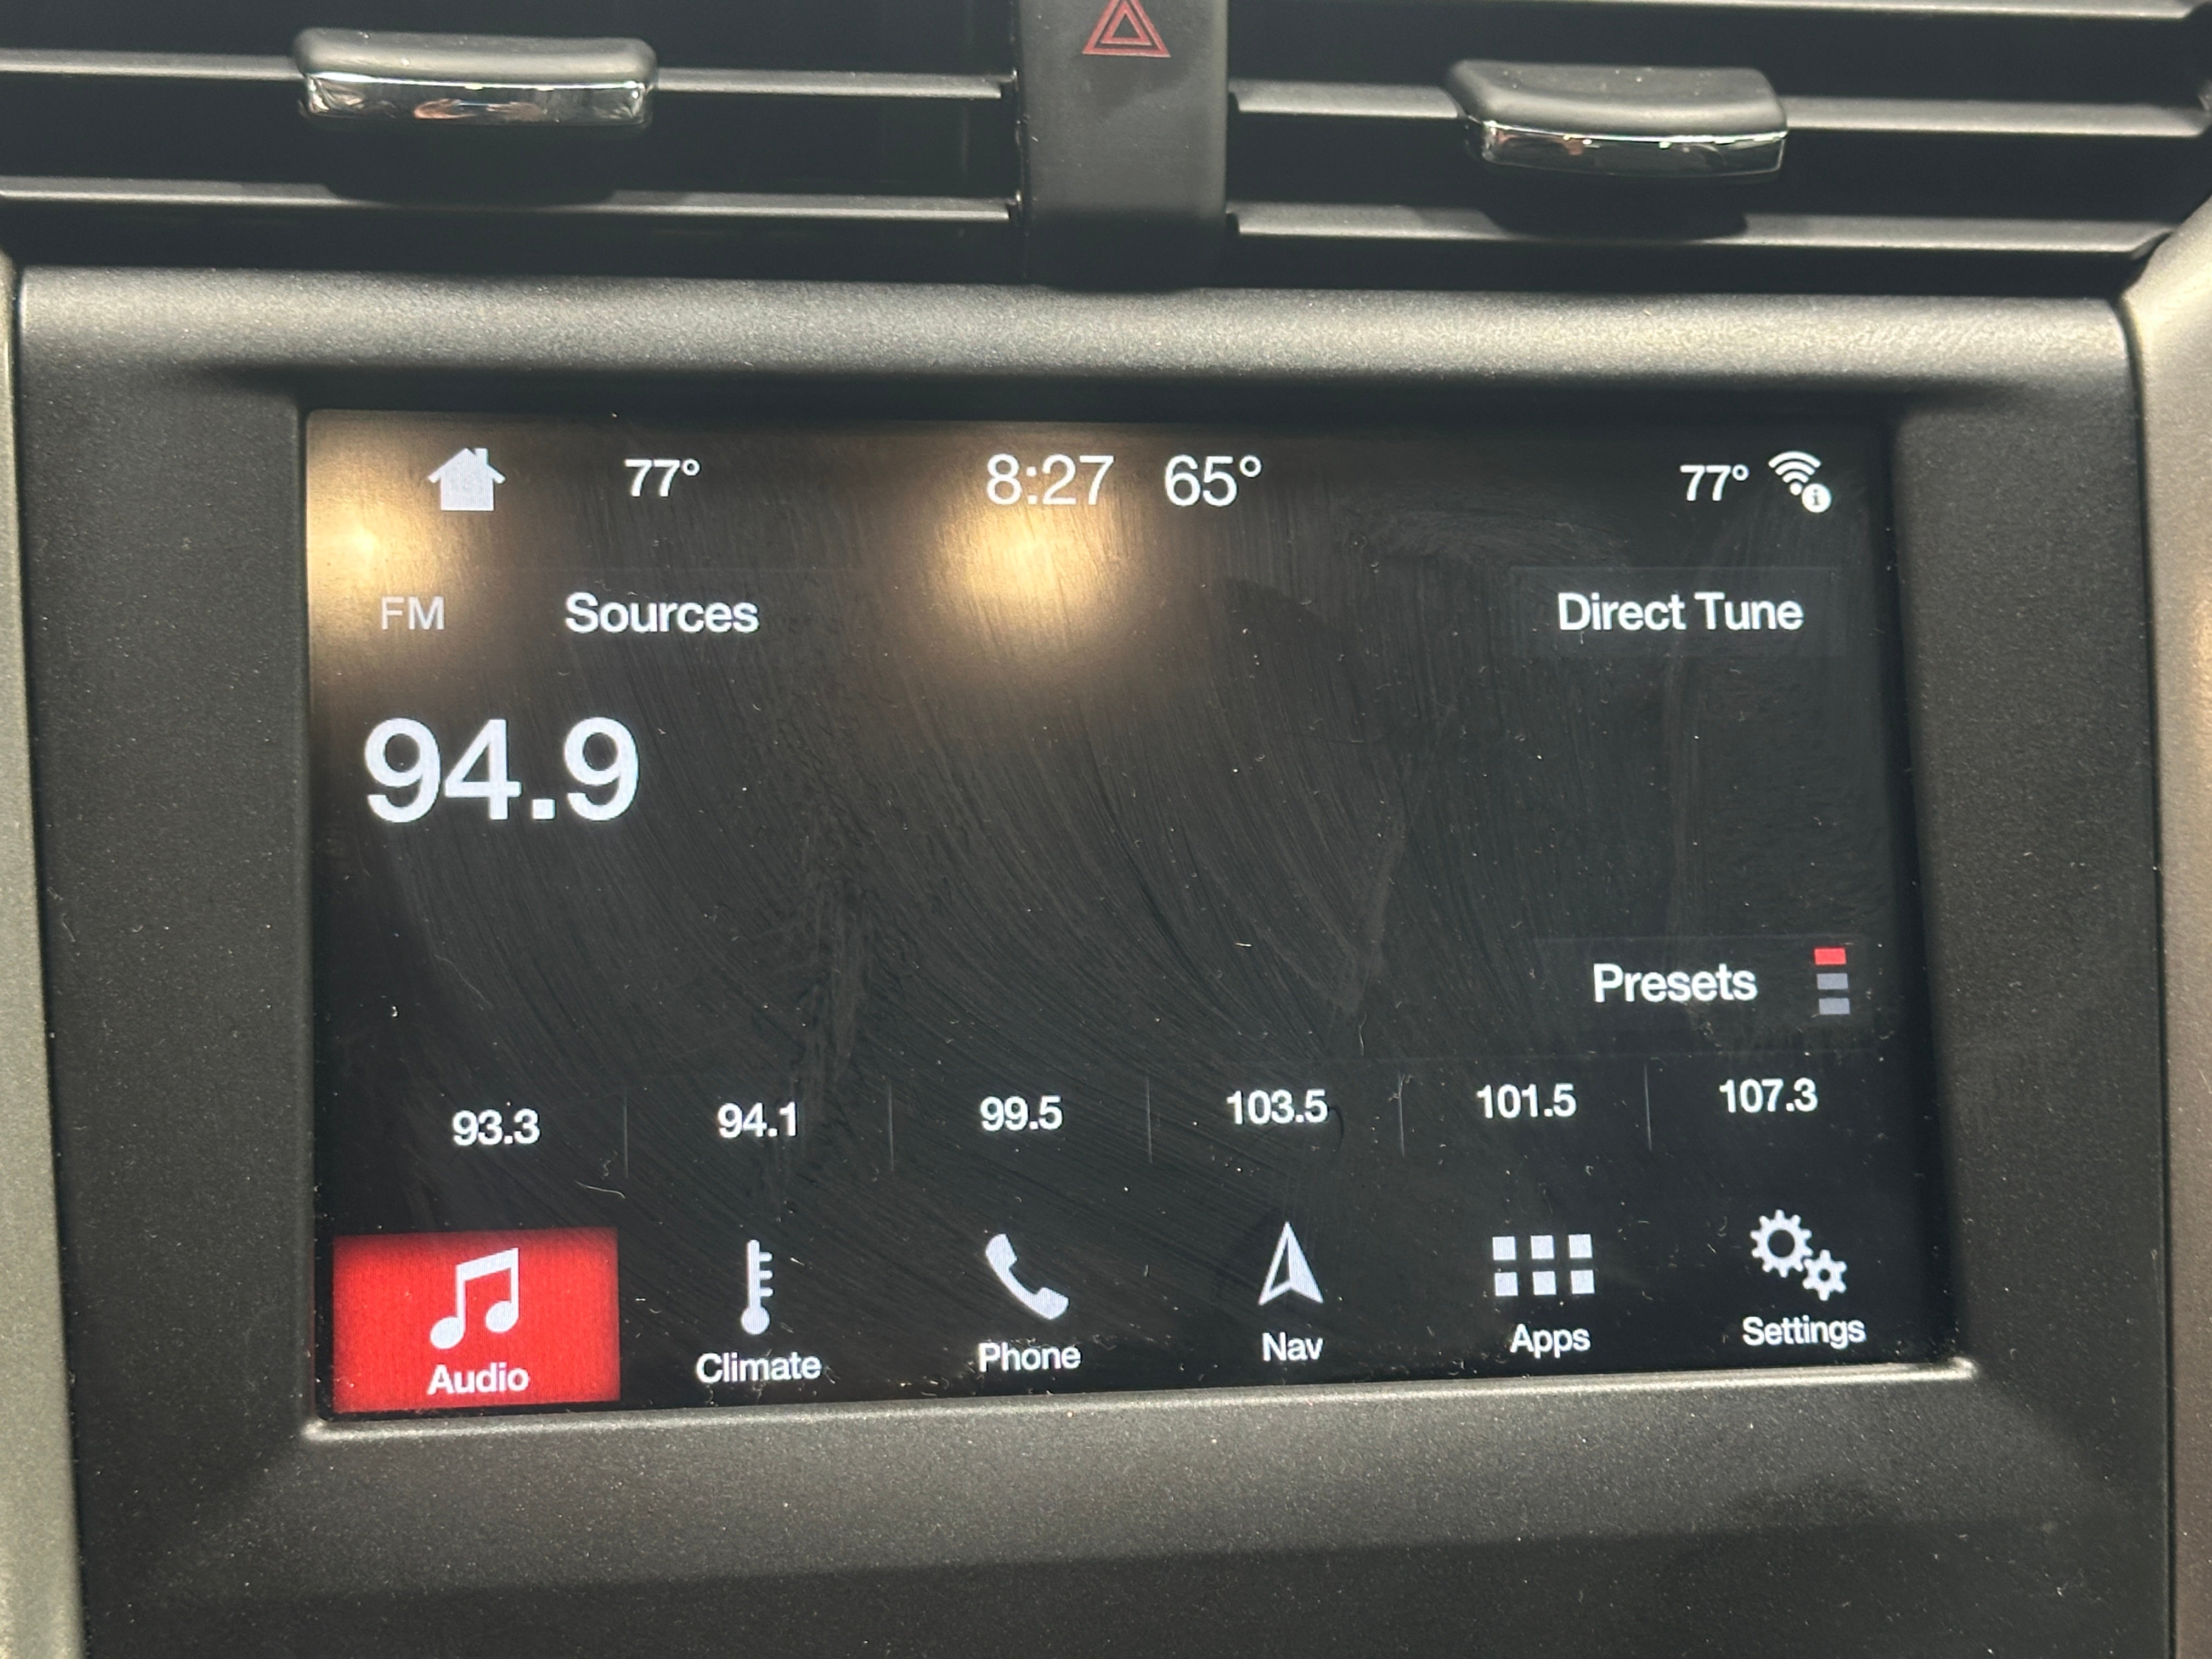 77° 8:27 65° 77°
FM Sources Direct Tune
94.9
Presets
93.3 94.1 99.5 103.5 101.5 107.3
Audio Climate Phone Nav Apps Settings